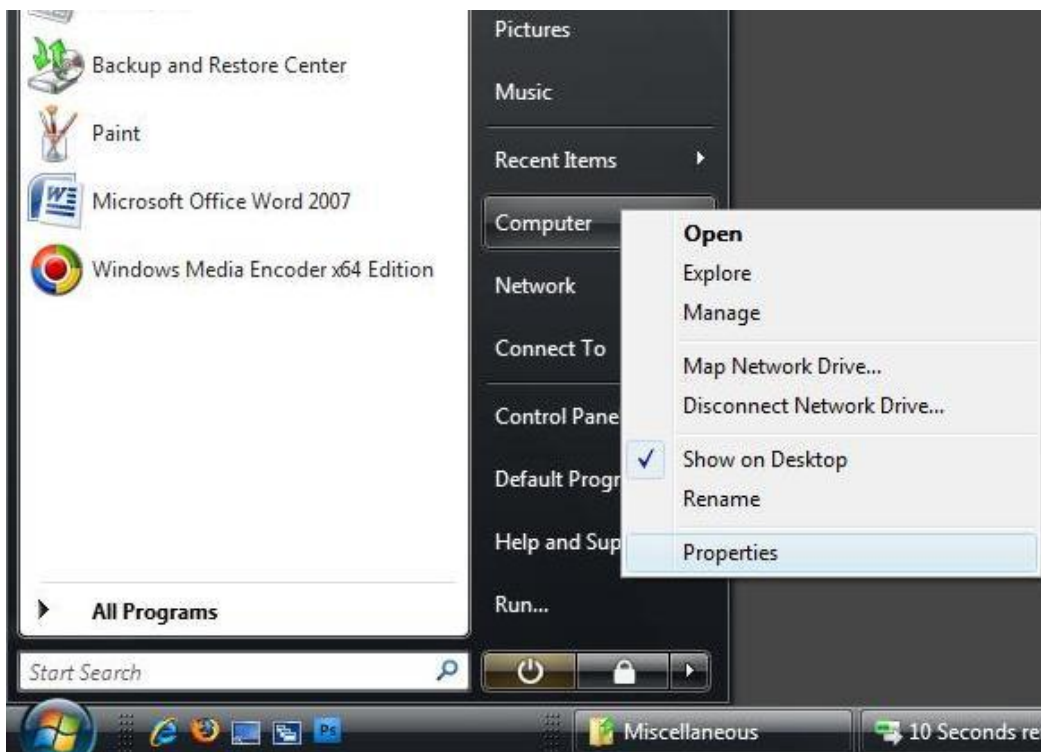 Backup and Restore Center
Paint
Microsoft Office Word 2007
Windows Media Encoder x64 Edition
All Programs
Start Search
Pictures
Music
Recent Items
Computer
Network
Connect To
Control Pane
Default Progr
Help and Sup
Run...
Open
Explore
Manage
Map Network Drive...
Disconnect Network Drive...
Show on Desktop
Rename
Properties
Ps
Miscellaneous
10 Seconds re